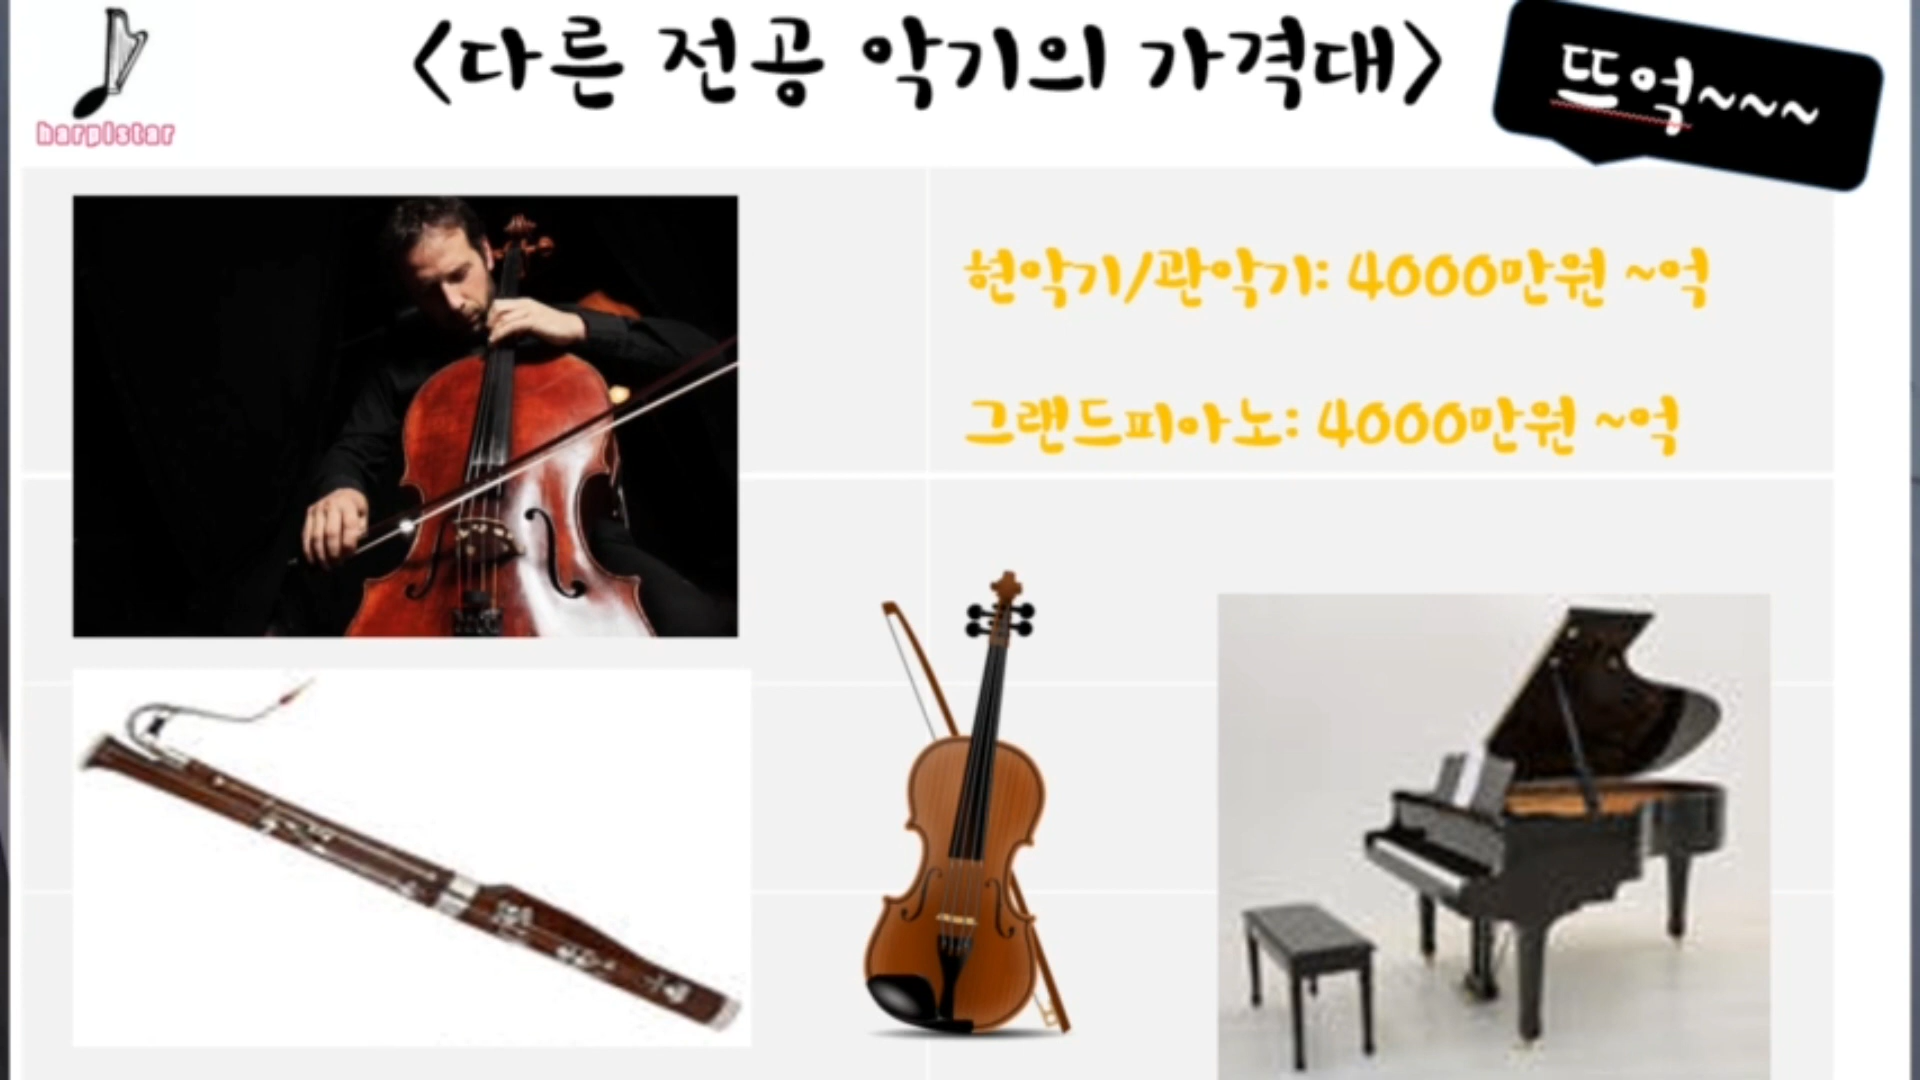 harpistar
<다른 전공 악기의 가격대>
뜨억~~~
현악기/관악기: 4000만원 ~억
그랜드피아노: 4000만원 ~억